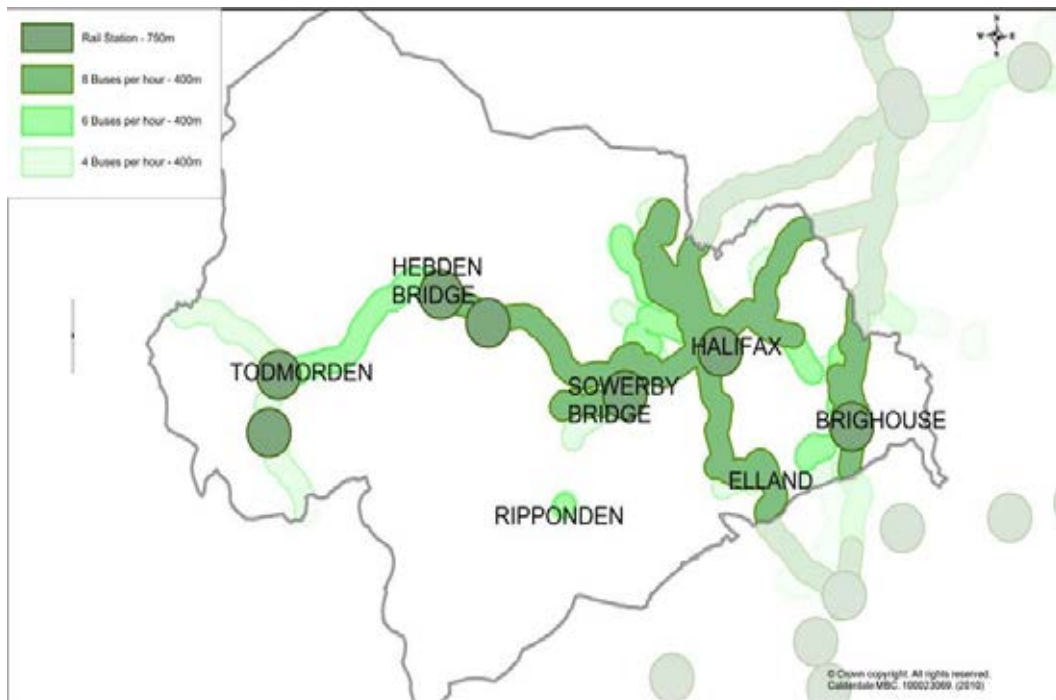 Rail Station - 750m
8 Buses per hour - 400m
6 Buses per hour - 400m
4 Buses per hour - 400m
N
W E
S
HEBDEN
BRIDGE
TODMORDEN
HALIFAX
SOWERBY
BRIDGE
BRIGHOUSE
ELLAND
RIPPONDEN
© Crown copyright. All rights reserved.
Calderdale MBC. 100023069. (2010)